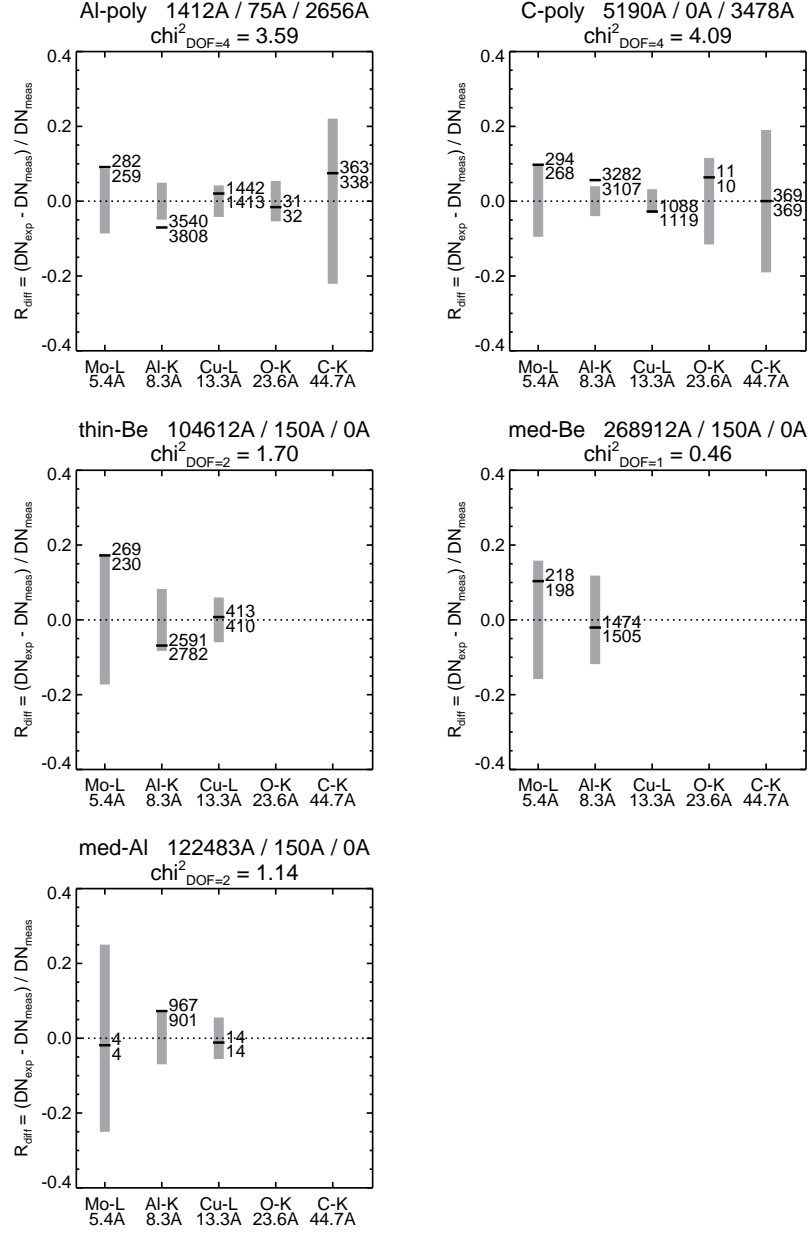 Al-poly 1412A / 75A / 2656A
chi²DOF=4 = 3.59
Rdiff = (DNexp - DNmeas) / DNmeas
0.4
0.2
0.0
-0.2
-0.4
282
259
3540
3808
1442
1413
31
32
363
338
Mo-L Al-K Cu-L O-K C-K
5.4A 8.3A 13.3A 23.6A 44.7A
C-poly 5190A / 0A / 3478A
chi²DOF=4 = 4.09
Rdiff = (DNexp - DNmeas) / DNmeas
0.4
0.2
0.0
-0.2
-0.4
294
268
3282
3107
1088
1119
11
10
369
369
Mo-L Al-K Cu-L O-K C-K
5.4A 8.3A 13.3A 23.6A 44.7A
thin-Be 104612A / 150A / 0A
chi²DOF=2 = 1.70
Rdiff = (DNexp - DNmeas) / DNmeas
0.4
0.2
0.0
-0.2
-0.4
269
230
2591
2782
413
410
Mo-L Al-K Cu-L O-K C-K
5.4A 8.3A 13.3A 23.6A 44.7A
med-Be 268912A / 150A / 0A
chi²DOF=1 = 0.46
Rdiff = (DNexp - DNmeas) / DNmeas
0.4
0.2
0.0
-0.2
-0.4
218
198
1474
1505
Mo-L Al-K Cu-L O-K C-K
5.4A 8.3A 13.3A 23.6A 44.7A
med-Al 122483A / 150A / 0A
chi²DOF=2 = 1.14
Rdiff = (DNexp - DNmeas) / DNmeas
0.4
0.2
0.0
-0.2
-0.4
4
4
967
901
14
14
Mo-L Al-K Cu-L O-K C-K
5.4A 8.3A 13.3A 23.6A 44.7A